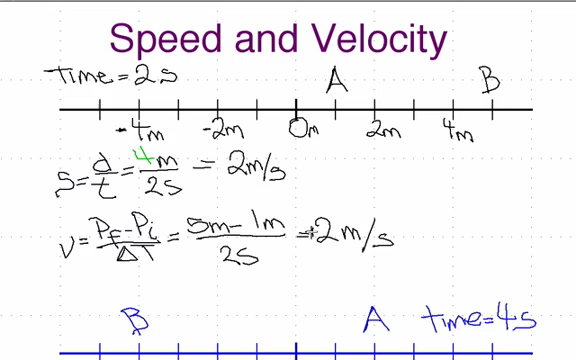 Speed and Velocity
Time = 2s A B
-4m -2m 0m 2m 4m
S = d/t = 4m/2s = 2m/s
V = Pf - Pi/ΔT = 5m - 1m/2s = +2m/s
B A time = 4s